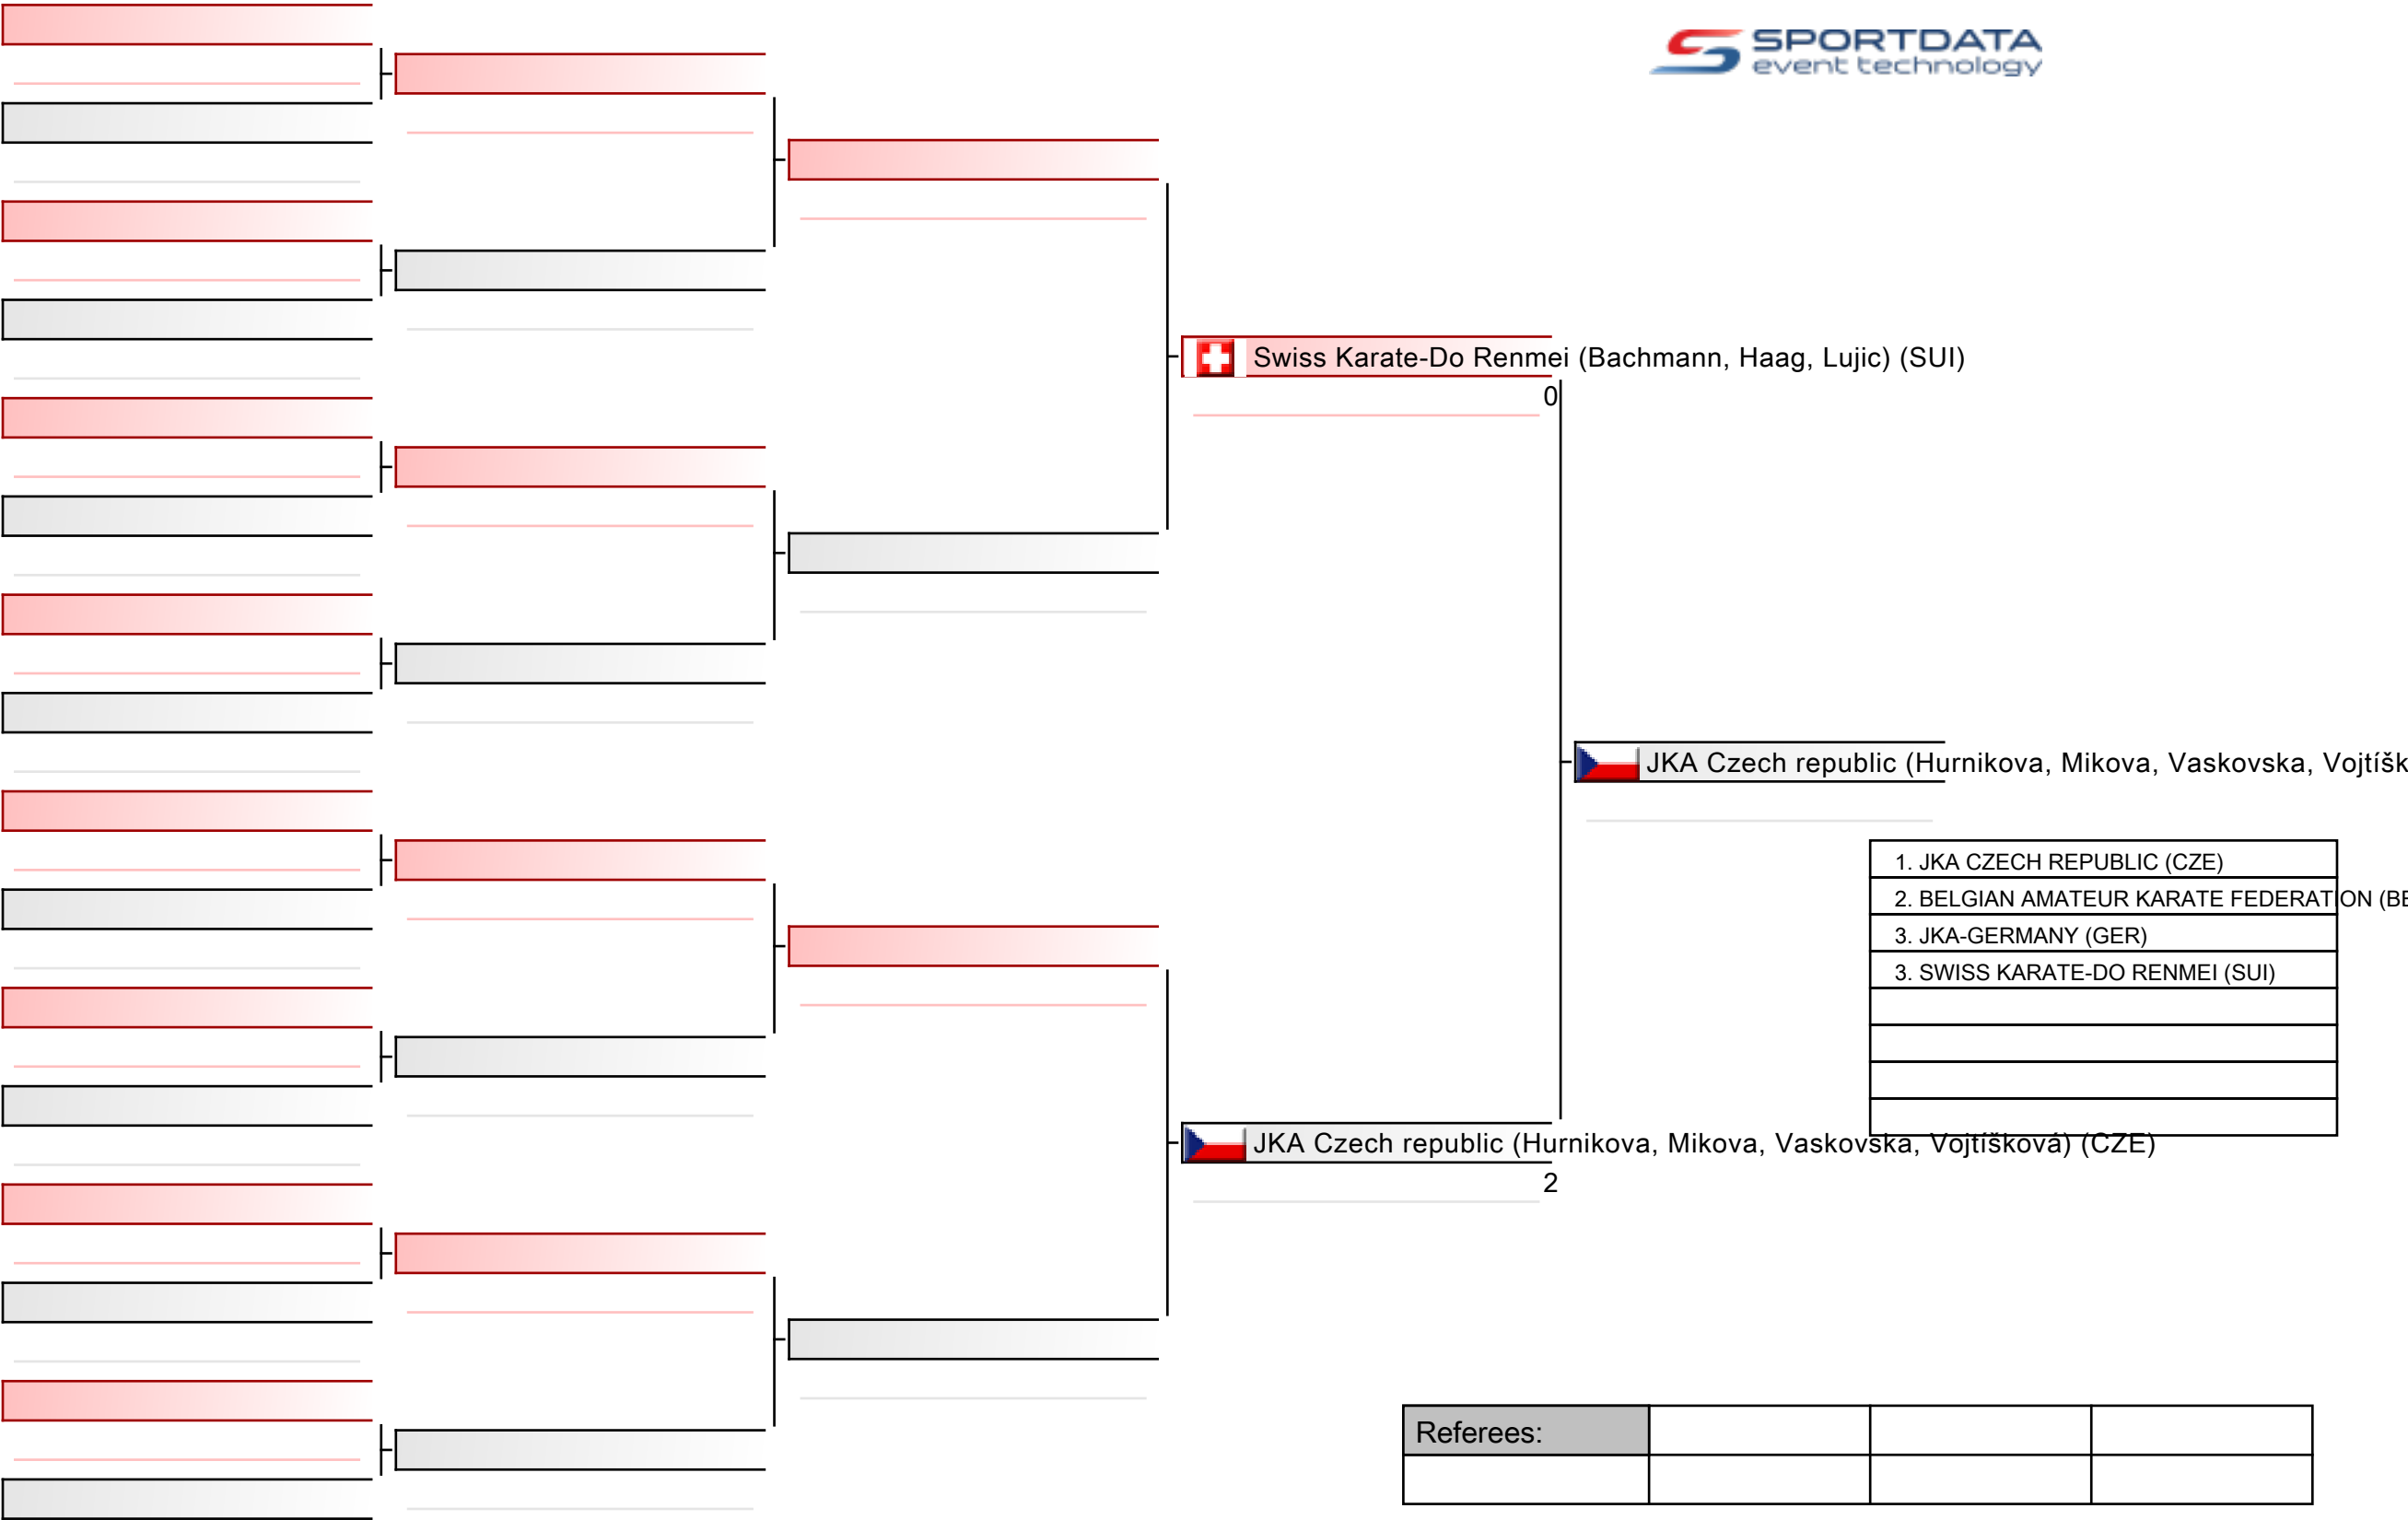 SPORTDATA
event technology
Swiss Karate-Do Renmei (Bachmann, Haag, Lujic) (SUI)
0
JKA Czech republic (Hurnikova, Mikova, Vaskovska, Vojtíšk
1. JKA CZECH REPUBLIC (CZE)
2. BELGIAN AMATEUR KARATE FEDERATION (BE
3. JKA-GERMANY (GER)
3. SWISS KARATE-DO RENMEI (SUI)
JKA Czech republic (Hurnikova, Mikova, Vaskovska, Vojtíšková) (CZE)
2
Referees: